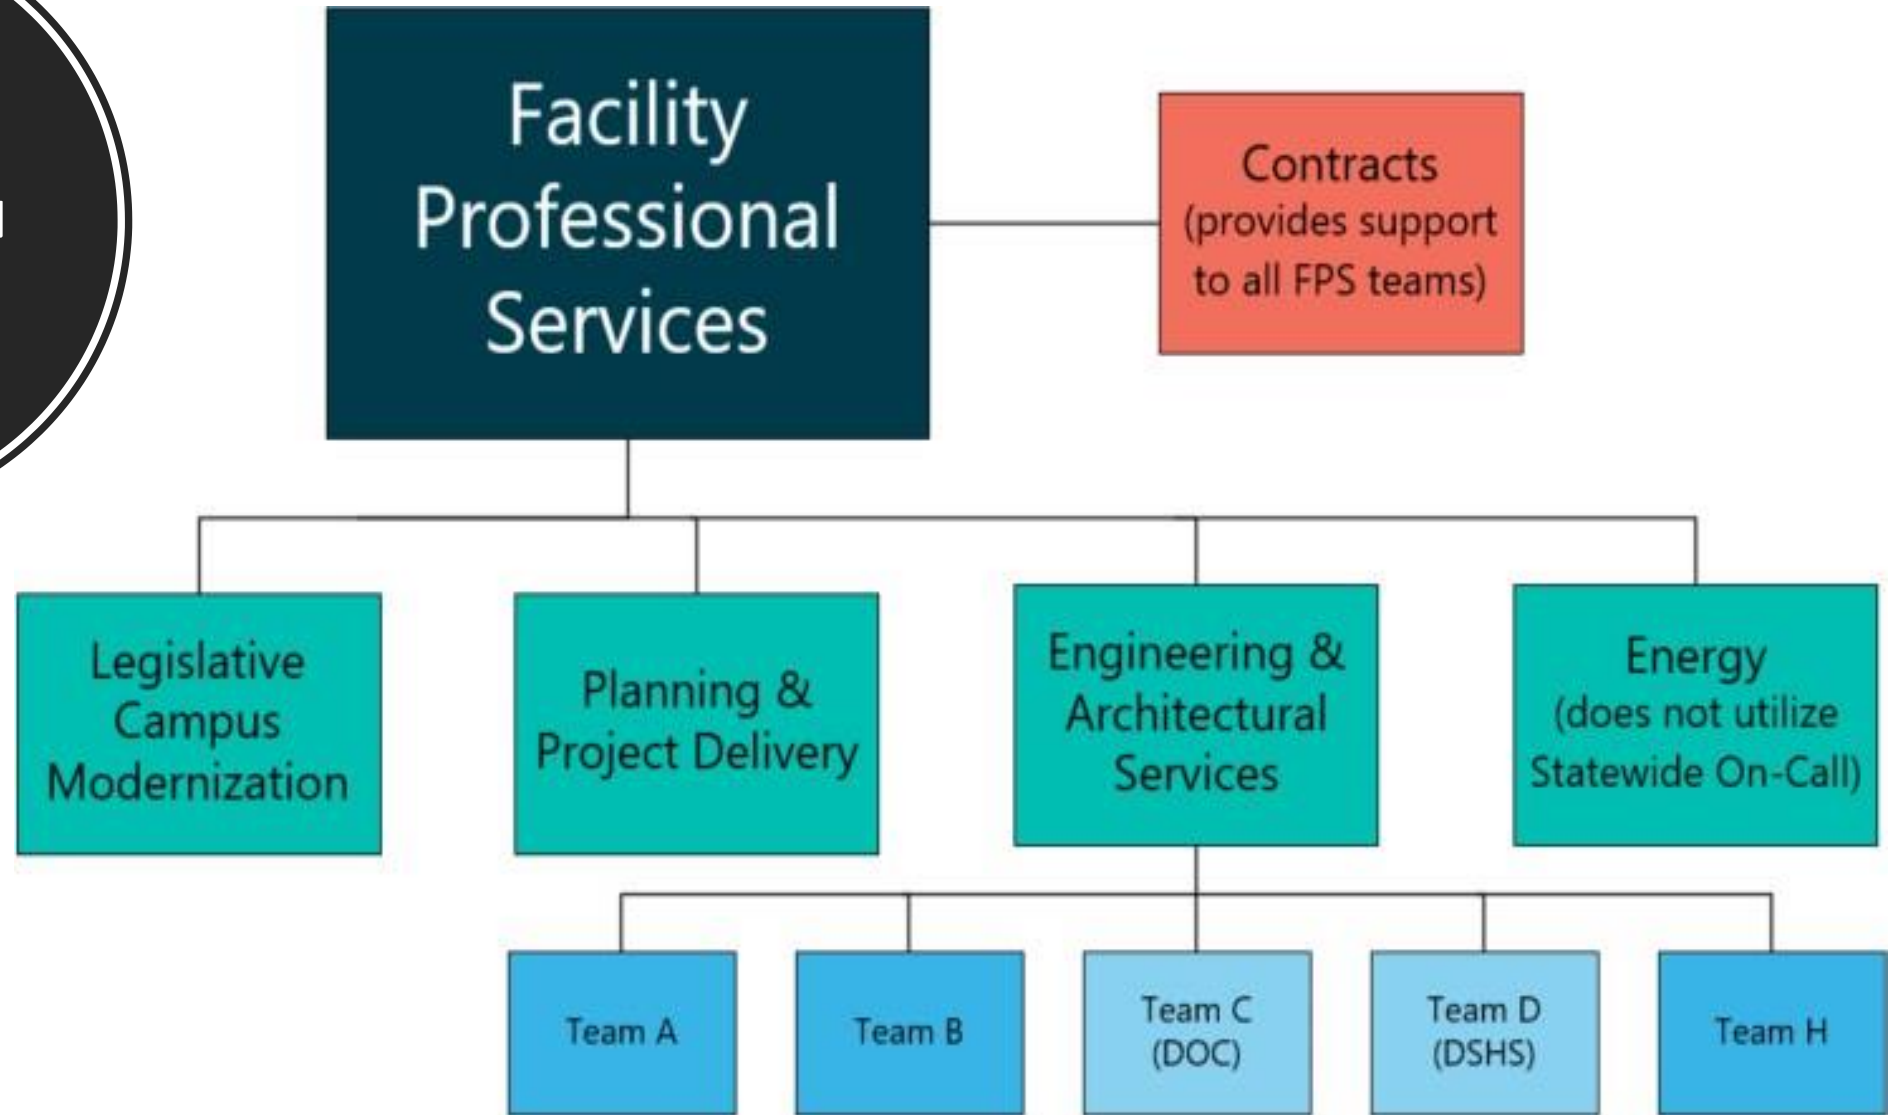 Facility
Professional
Services
Contracts
(provides support
to all FPS teams)
Legislative
Campus
Modernization
Planning &
Project Delivery
Engineering &
Architectural
Services
Energy
(does not utilize
Statewide On-Call)
Team A
Team B
Team C
(DOC)
Team D
(DSHS)
Team H